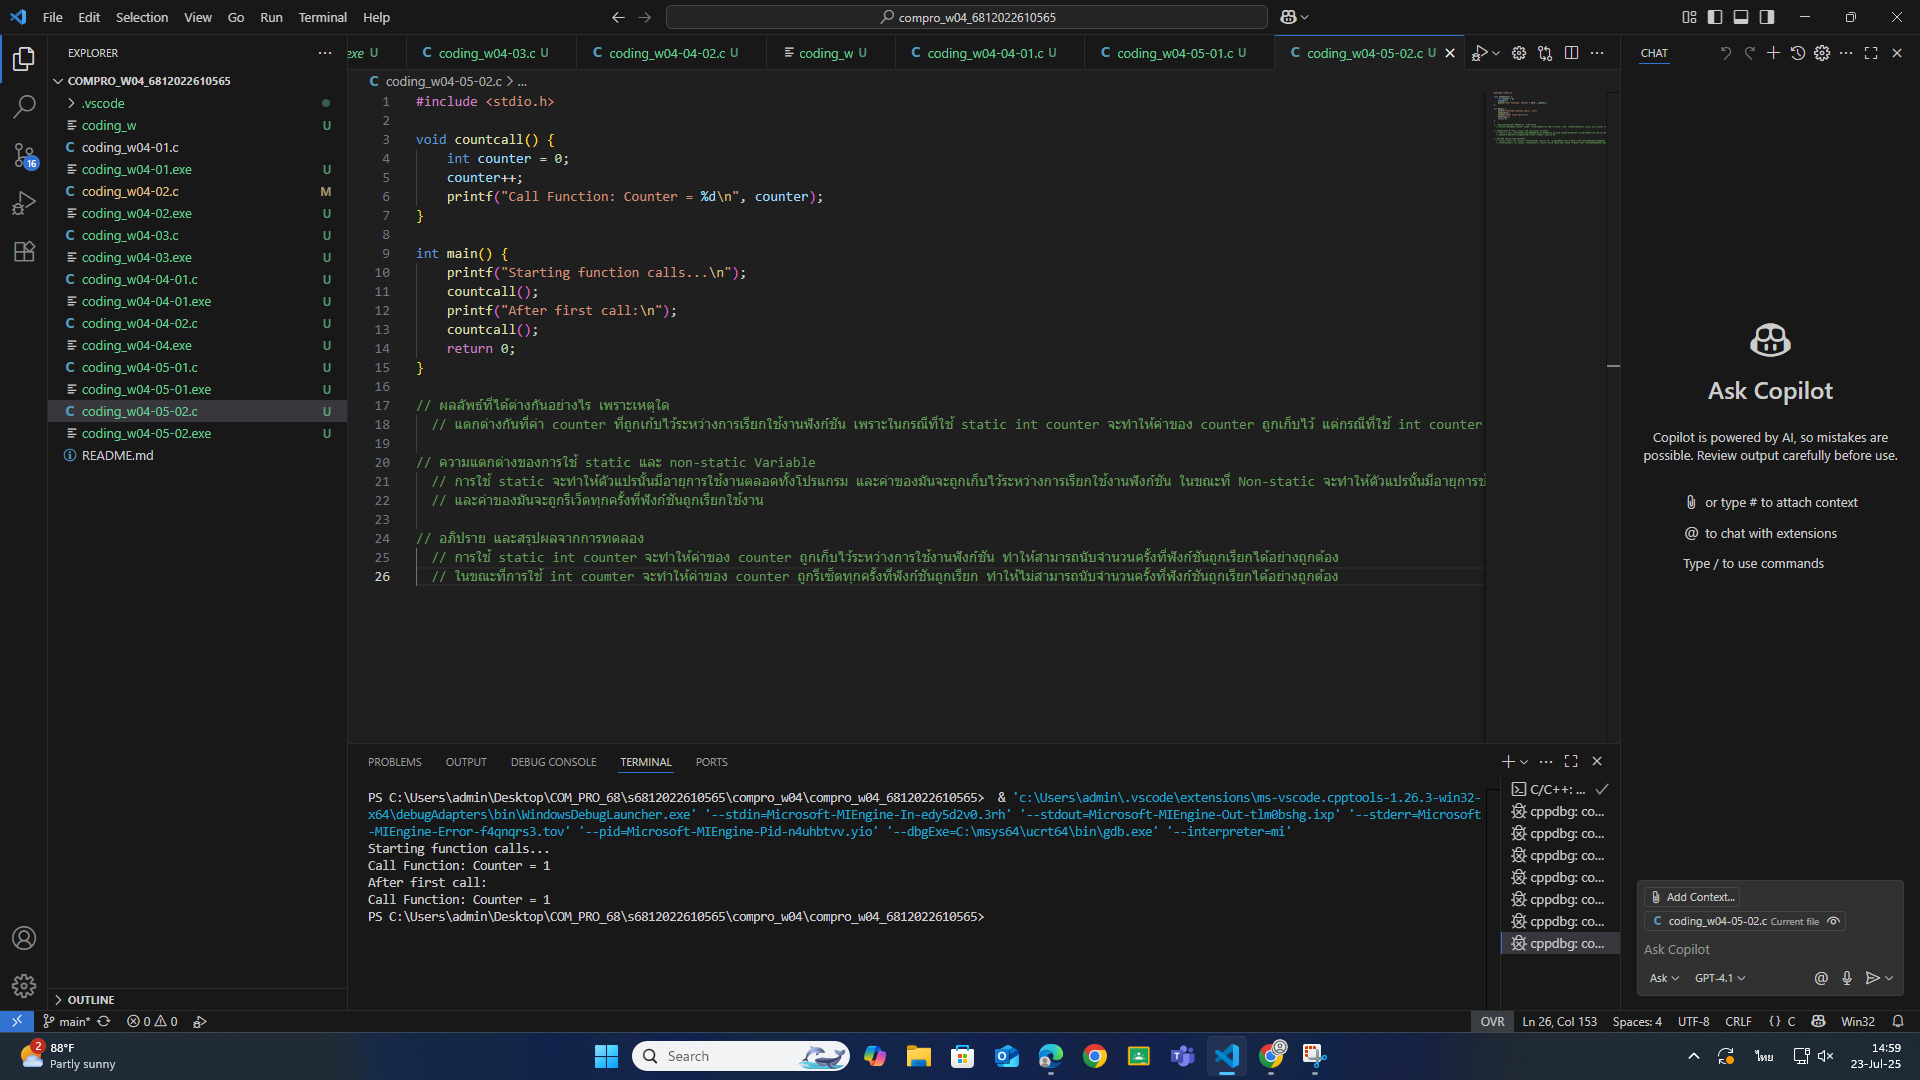 File Edit Selection View Go Run Terminal Help
compro_w04_6812022610565
EXPLORER
COMPRO_W04_6812022610565
.vscode
coding_w U
coding_w04-01.c
coding_w04-01.exe U
coding_w04-02.c M
coding_w04-02.exe U
coding_w04-03.c U
coding_w04-03.exe U
coding_w04-04-01.c U
coding_w04-04-01.exe U
coding_w04-04-02.c U
coding_w04-04.exe U
coding_w04-05-01.c U
coding_w04-05-01.exe U
coding_w04-05-02.c U
coding_w04-05-02.exe U
README.md
OUTLINE
16
exe U
C coding_w04-03.c U
C coding_w04-04-02.c U
coding_w U
C coding_w04-04-01.c U
C coding_w04-05-01.c U
C coding_w04-05-02.c U
C coding_w04-05-02.c > ...
1 #include <stdio.h>
2
3 void countcall() {
4 int counter = 0;
5 counter++;
6 printf("Call Function: Counter = %d\n", counter);
7 }
8
9 int main() {
10 printf("Starting function calls...\n");
11 countcall();
12 printf("After first call:\n");
13 countcall();
14 return 0;
15 }
16
17 // ผลลัพธ์ที่ได้ต่างกันอย่างไร เพราะเหตุใด
18 // แตกต่างกันที่ค่า counter ที่ถูกเก็บไว้ระหว่างการเรียกใช้งานฟังก์ชัน เพราะในกรณีที่ใช้ static int counter จะทำให้ค่าของ counter ถูกเก็บไว้ แต่กรณีที่ใช้ int counter
19
20 // ความแตกต่างของการใช้ static และ non-static Variable
21 // การใช้ static จะทำให้ตัวแปรนั้นมีอายุการใช้งานตลอดทั้งโปรแกรม และค่าของมันจะถูกเก็บไว้ระหว่างการเรียกใช้งานฟังก์ชัน ในขณะที่ Non-static จะทำให้ตัวแปรนั้นมีอายุการใช้
22 // และค่าของมันจะถูกรีเว็ตทุกครั้งที่ฟังก์ชันถูกเรียกใช้งาน
23
24 // อภิปราย และสรุปผลจากการทดลอง
25 // การใช้ static int counter จะทำให้ค่าของ counter ถูกเก็บไว้ระหว่างการใช้งานฟังก์ชัน ทำให้สามารถนับจำนวนครั้งที่ฟังก์ชันถูกเรียกได้อย่างถูกต้อง
26 // ในขณะที่การใช้ int coumter จะทำให้ค่าของ counter ถูกรีเซ็ตทุกครั้งที่ฟังก์ชันถูกเรียก ทำให้ไม่สามารถนับจำนวนครั้งที่ฟังก์ชันถูกเรียกได้อย่างถูกต้อง
PROBLEMS OUTPUT DEBUG CONSOLE TERMINAL PORTS
PS C:\Users\admin\Desktop\COM_PRO_68\s6812022610565\compro_w04\compro_w04_6812022610565> & 'c:\Users\admin\.vscode\extensions\ms-vscode.cpptools-1.26.3-win32-
x64\debugAdapters\bin\WindowsDebugLauncher.exe' '--stdin=Microsoft-MIEngine-In-edy5d2v0.3rh' '--stdout=Microsoft-MIEngine-Out-tlm0bshg.ixp' '--stderr=Microsoft
-MIEngine-Error-f4qnqrs3.tov' '--pid=Microsoft-MIEngine-Pid-n4uhbtvv.yio' '--dbgExe=C:\msys64\ucrt64\bin\gdb.exe' '--interpreter=mi'
Starting function calls...
Call Function: Counter = 1
After first call:
Call Function: Counter = 1
PS C:\Users\admin\Desktop\COM_PRO_68\s6812022610565\compro_w04\compro_w04_6812022610565>
C/C++: ...
cppdbg: co...
cppdbg: co...
cppdbg: co...
cppdbg: co...
cppdbg: co...
cppdbg: co...
cppdbg: co...
CHAT
Ask Copilot
Copilot is powered by AI, so mistakes are
possible. Review output carefully before use.
or type # to attach context
@ to chat with extensions
Type / to use commands
Add Context...
C coding_w04-05-02.c Current file
Ask Copilot
Ask GPT-4.1 @
main* 0 0
OVR Ln 26, Col 153 Spaces: 4 UTF-8 CRLF {} C Win32
2
88°F
Partly sunny
Search
ไทย
14:59
23-Jul-25